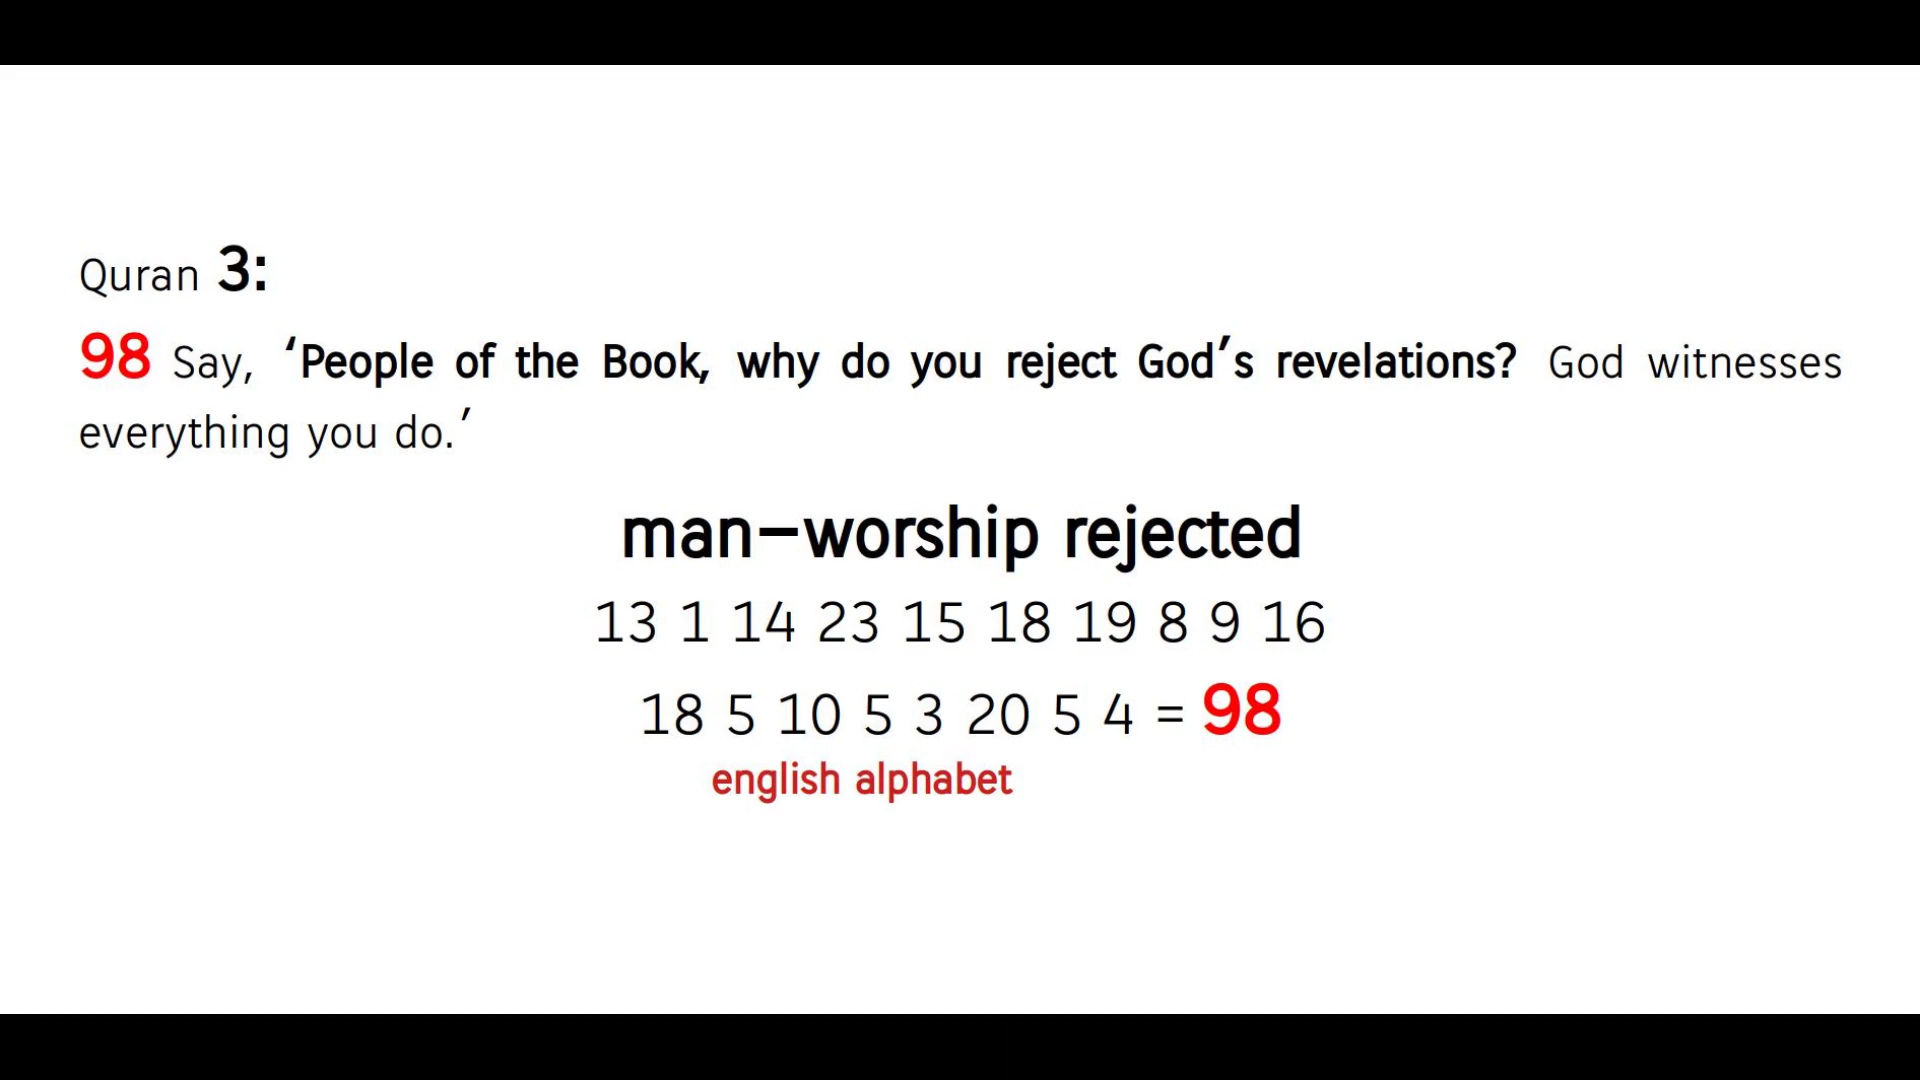 Quran 3:
98 Say, ‘People of the Book, why do you reject God’s revelations? God witnesses
everything you do.’
man–worship rejected
13 1 14 23 15 18 19 8 9 16
18 5 10 5 3 20 5 4 = 98
english alphabet